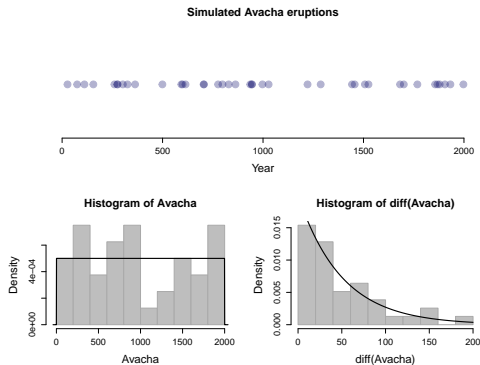 Simulated Avacha eruptions
0 500 1000 1500 2000
Year
Histogram of Avacha
Density
0e+00 4e-04
0 500 1000 1500 2000
Avacha
Histogram of diff(Avacha)
Density
0.000 0.005 0.010 0.015
0 50 100 150 200
diff(Avacha)